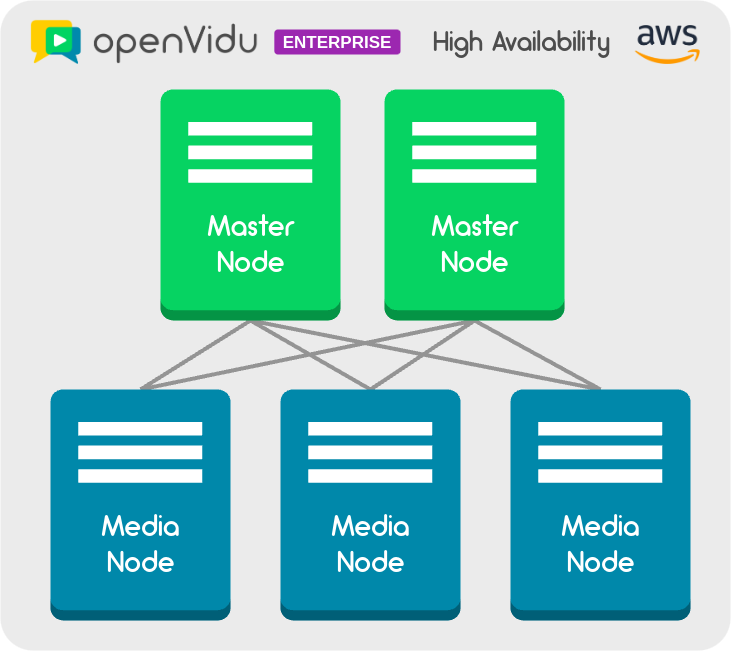 openVidu ENTERPRISE High Availability aws
Master
Node
Master
Node
Media
Node
Media
Node
Media
Node